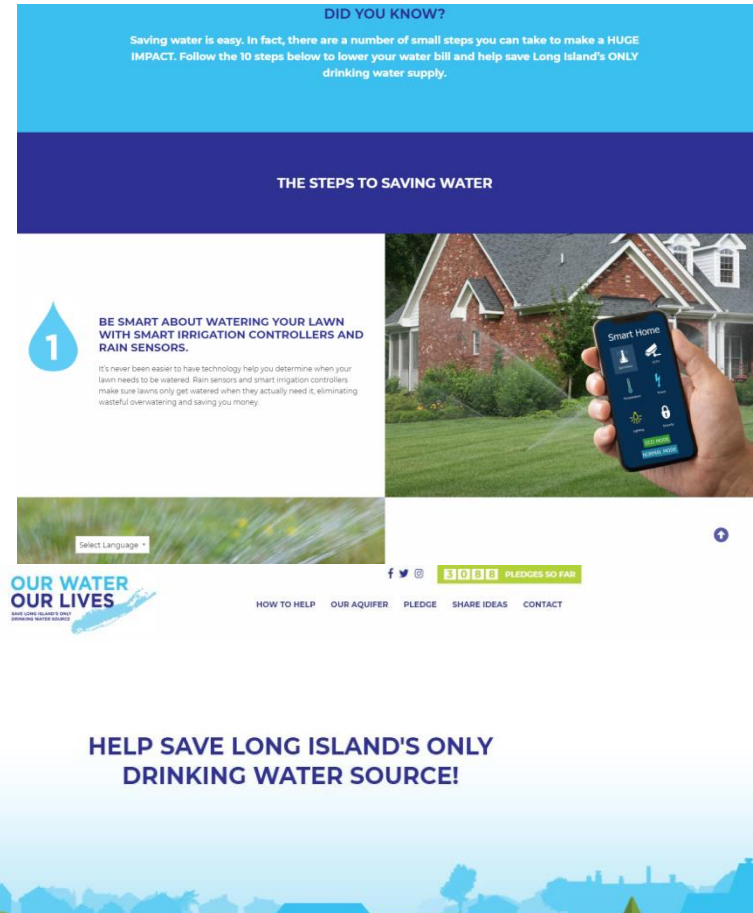 DID YOU KNOW?
Saving water is easy. In fact, there are a number of small steps you can take to make a HUGE
IMPACT. Follow the 10 steps below to lower your water bill and help save Long Island's ONLY
drinking water supply.
THE STEPS TO SAVING WATER
1
BE SMART ABOUT WATERING YOUR LAWN
WITH SMART IRRIGATION CONTROLLERS AND
RAIN SENSORS.
It's never been easier to have technology help you determine when your
lawn needs to be watered. Rain sensors and smart irrigation controllers
make sure lawns only get watered when they actually need it, eliminating
wasteful overwatering and saving you money.
Smart Home
Temperature
Lighting
Security
ECO MODE
NORMAL MODE
Select Language
3088 PLEDGES SO FAR
OUR WATER
OUR LIVES
SAVE LONG ISLAND'S ONLY
DRINKING WATER SOURCE
HOW TO HELP OUR AQUIFER PLEDGE SHARE IDEAS CONTACT
HELP SAVE LONG ISLAND'S ONLY
DRINKING WATER SOURCE!